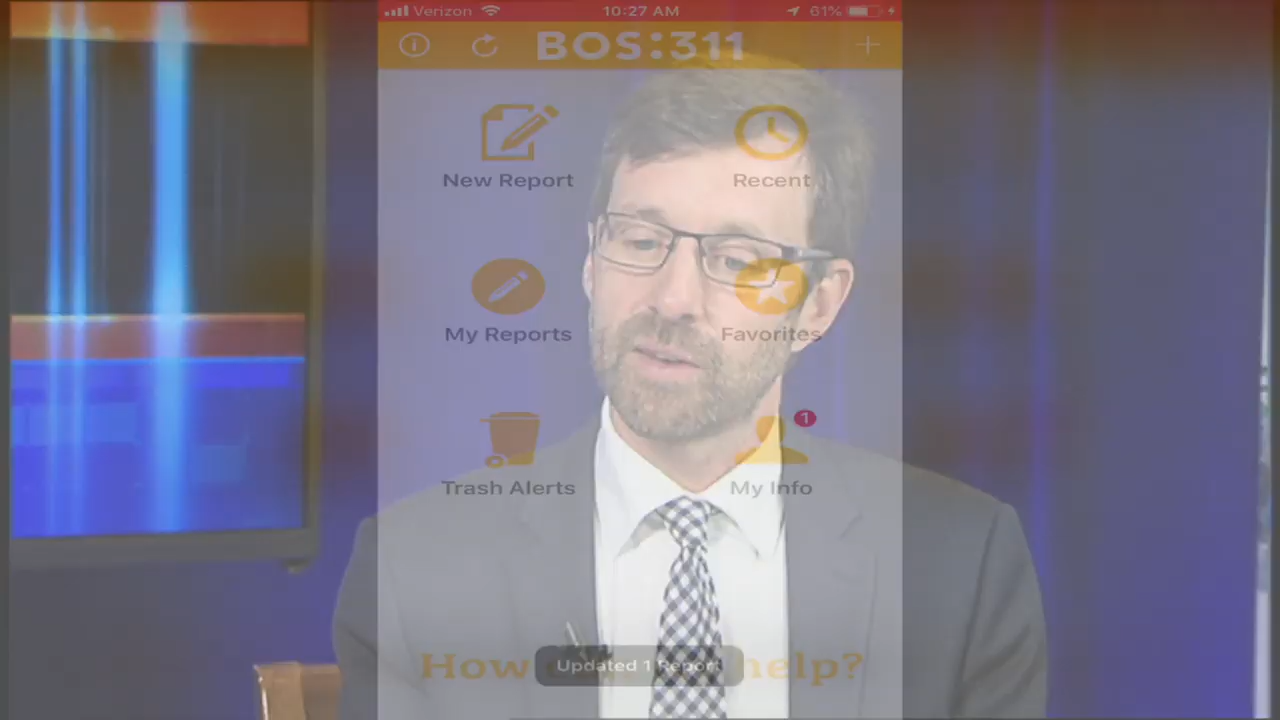 Verizon 10:27 AM 61%
BOS:311
New Report Recent
My Reports Favorites
1
Trash Alerts My Info
How help?
Updated 1 Report